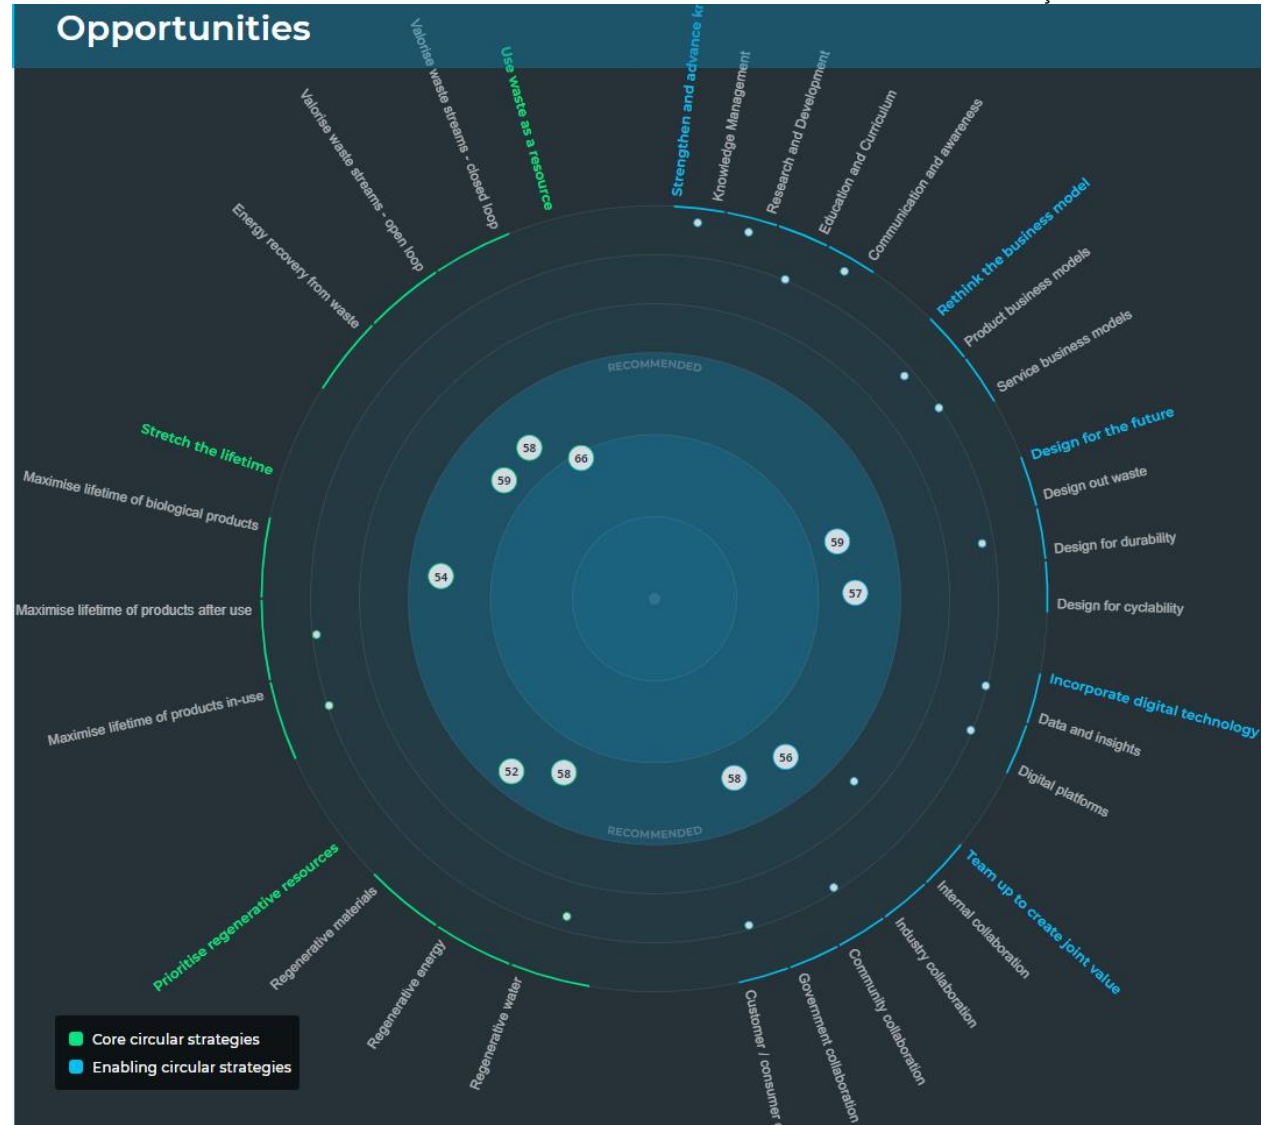 Opportunities
Use waste as a resource
Valorise waste streams - closed loop
Valorise waste streams - open loop
Energy recovery from waste
Stretch the lifetime
Maximise lifetime of biological products
Maximise lifetime of products after use
Maximise lifetime of products in-use
Prioritise regenerative resources
Regenerative materials
Regenerative energy
Regenerative water
Strengthen and advance
Knowledge Management
Research and Development
Education and Curriculum
Communication and awareness
Rethink the business model
Product business models
Service business models
Design for the future
Design out waste
Design for durability
Design for cyclability
Incorporate digital technology
Data and insights
Digital platforms
Team up to create joint value
Internal collaboration
Industry collaboration
Community collaboration
Government collaboration
Customer / consumer
RECOMMENDED
58
66
59
54
59
57
52
58
58
56
RECOMMENDED
Core circular strategies
Enabling circular strategies